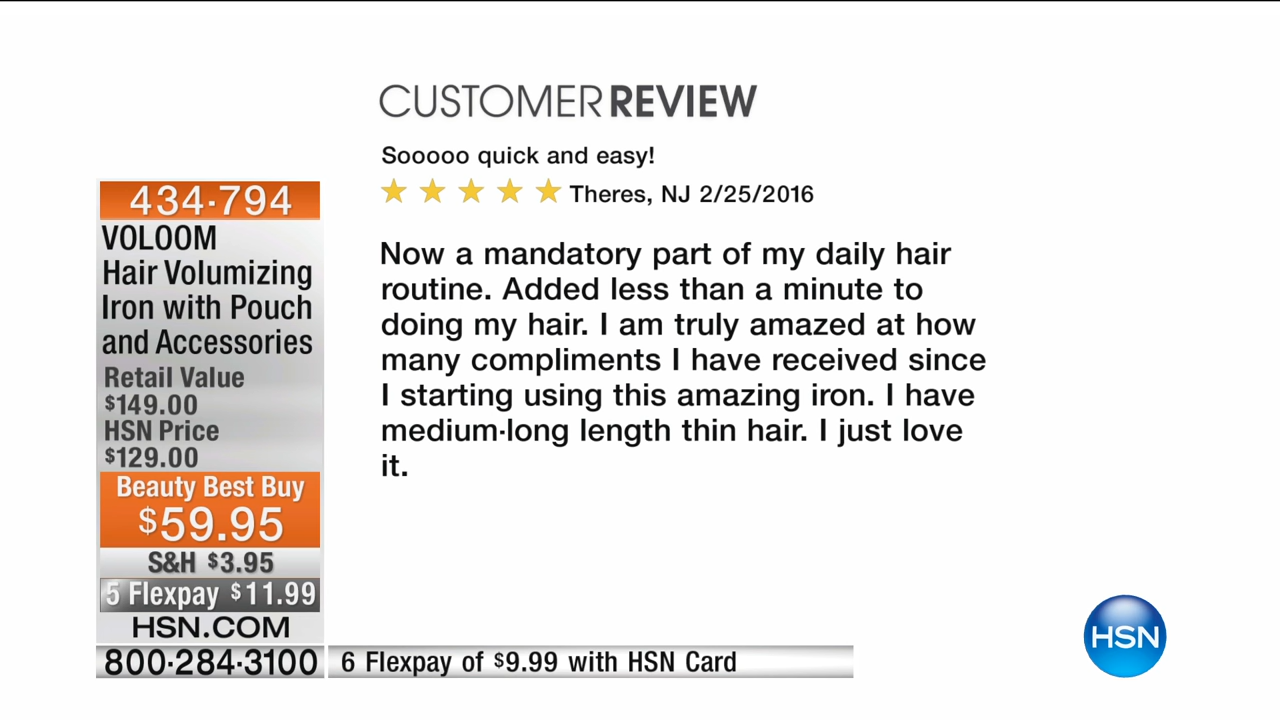 CUSTOMER REVIEW
Sooooo quick and easy!
Theres, NJ 2/25/2016
Now a mandatory part of my daily hair
routine. Added less than a minute to
doing my hair. I am truly amazed at how
many compliments I have received since
I starting using this amazing iron. I have
medium-long length thin hair. I just love
it.
434-794
VOLOOM
Hair Volumizing
Iron with Pouch
and Accessories
Retail Value
$149.00
HSN Price
$129.00
Beauty Best Buy
$59.95
S&H $3.95
5 Flexpay $11.99
HSN.COM
800-284-3100
6 Flexpay of $9.99 with HSN Card
HSN